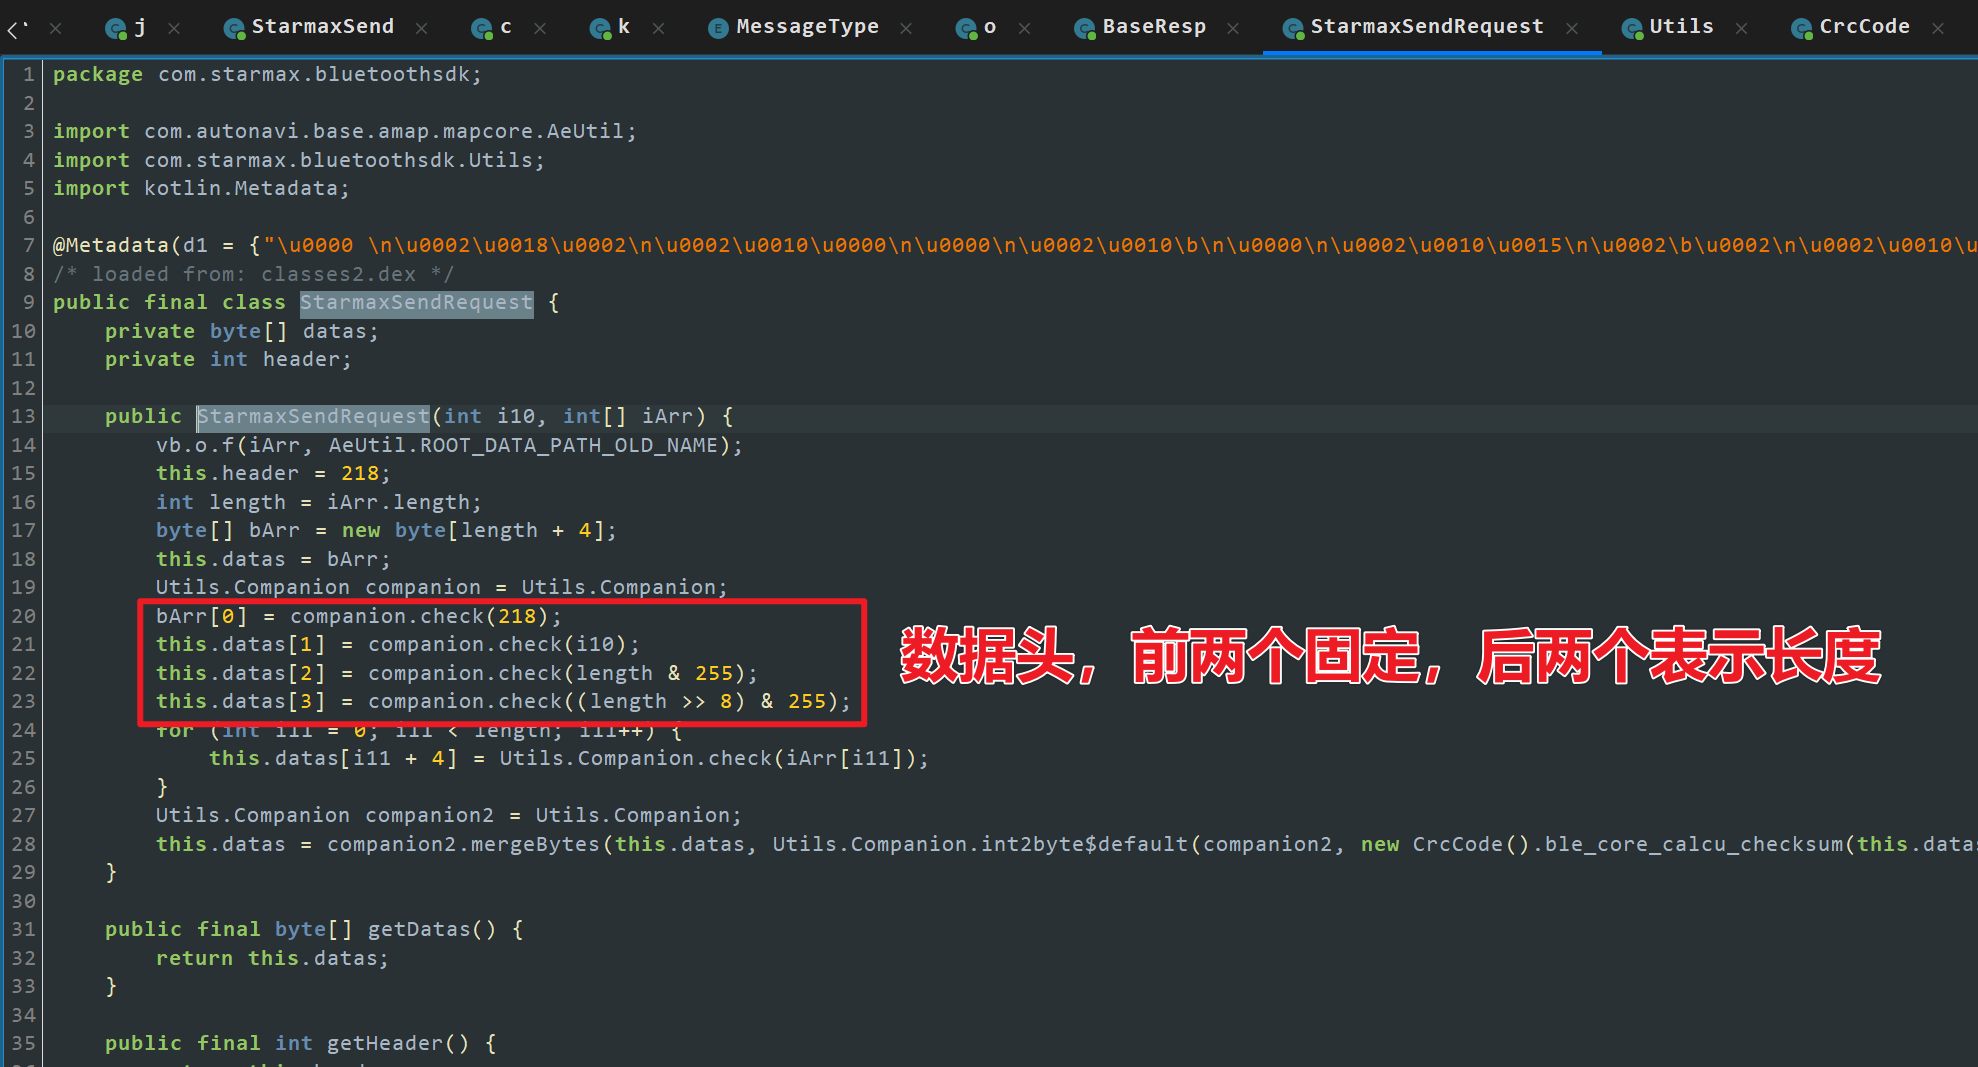 j StarmaxSend c k MessageType o BaseResp StarmaxSendRequest Utils CrcCode
1 package com.starmax.bluetoothsdk;
2
3 import com.autonavi.base.amap.mapcore.AeUtil;
4 import com.starmax.bluetoothsdk.Utils;
5 import kotlin.Metadata;
6
7 @Metadata(d1 = {"\u0000 \n\u0002\u0018\u0002\n\u0002\u0010\u0000\n\u0000\n\u0002\u0010\b\n\u0000\n\u0002\u0010\u0015\n\u0002\b\u0002\n\u0002\u0010\u
8 /* loaded from: classes2.dex */
9 public final class StarmaxSendRequest {
10 private byte[] datas;
11 private int header;
12
13 public StarmaxSendRequest(int i10, int[] iArr) {
14 vb.o.f(iArr, AeUtil.ROOT_DATA_PATH_OLD_NAME);
15 this.header = 218;
16 int length = iArr.length;
17 byte[] bArr = new byte[length + 4];
18 this.datas = bArr;
19 Utils.Companion companion = Utils.Companion;
20 bArr[0] = companion.check(218);
21 this.datas[1] = companion.check(i10);
22 this.datas[2] = companion.check(length & 255);
23 this.datas[3] = companion.check((length >> 8) & 255);
数据头，前两个固定，后两个表示长度
24 for (int i11 = 0; i11 < length; i11++) {
25 this.datas[i11 + 4] = Utils.Companion.check(iArr[i11]);
26 }
27 Utils.Companion companion2 = Utils.Companion;
28 this.datas = companion2.mergeBytes(this.datas, Utils.Companion.int2byte$default(companion2, new CrcCode().ble_core_calcu_checksum(this.datas
29 }
30
31 public final byte[] getDatas() {
32 return this.datas;
33 }
34
35 public final int getHeader() {